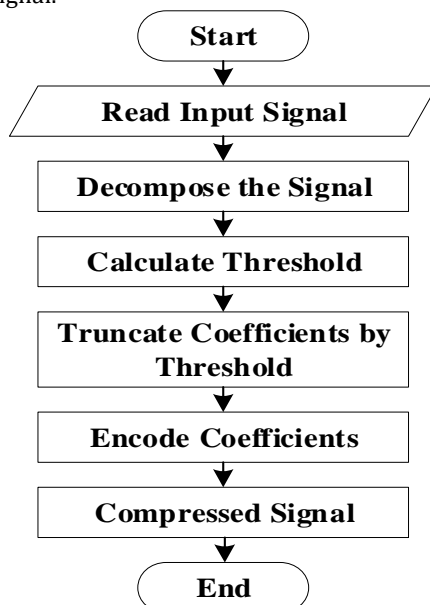 signal.
Start
Read Input Signal
Decompose the Signal
Calculate Threshold
Truncate Coefficients by
Threshold
Encode Coefficients
Compressed Signal
End